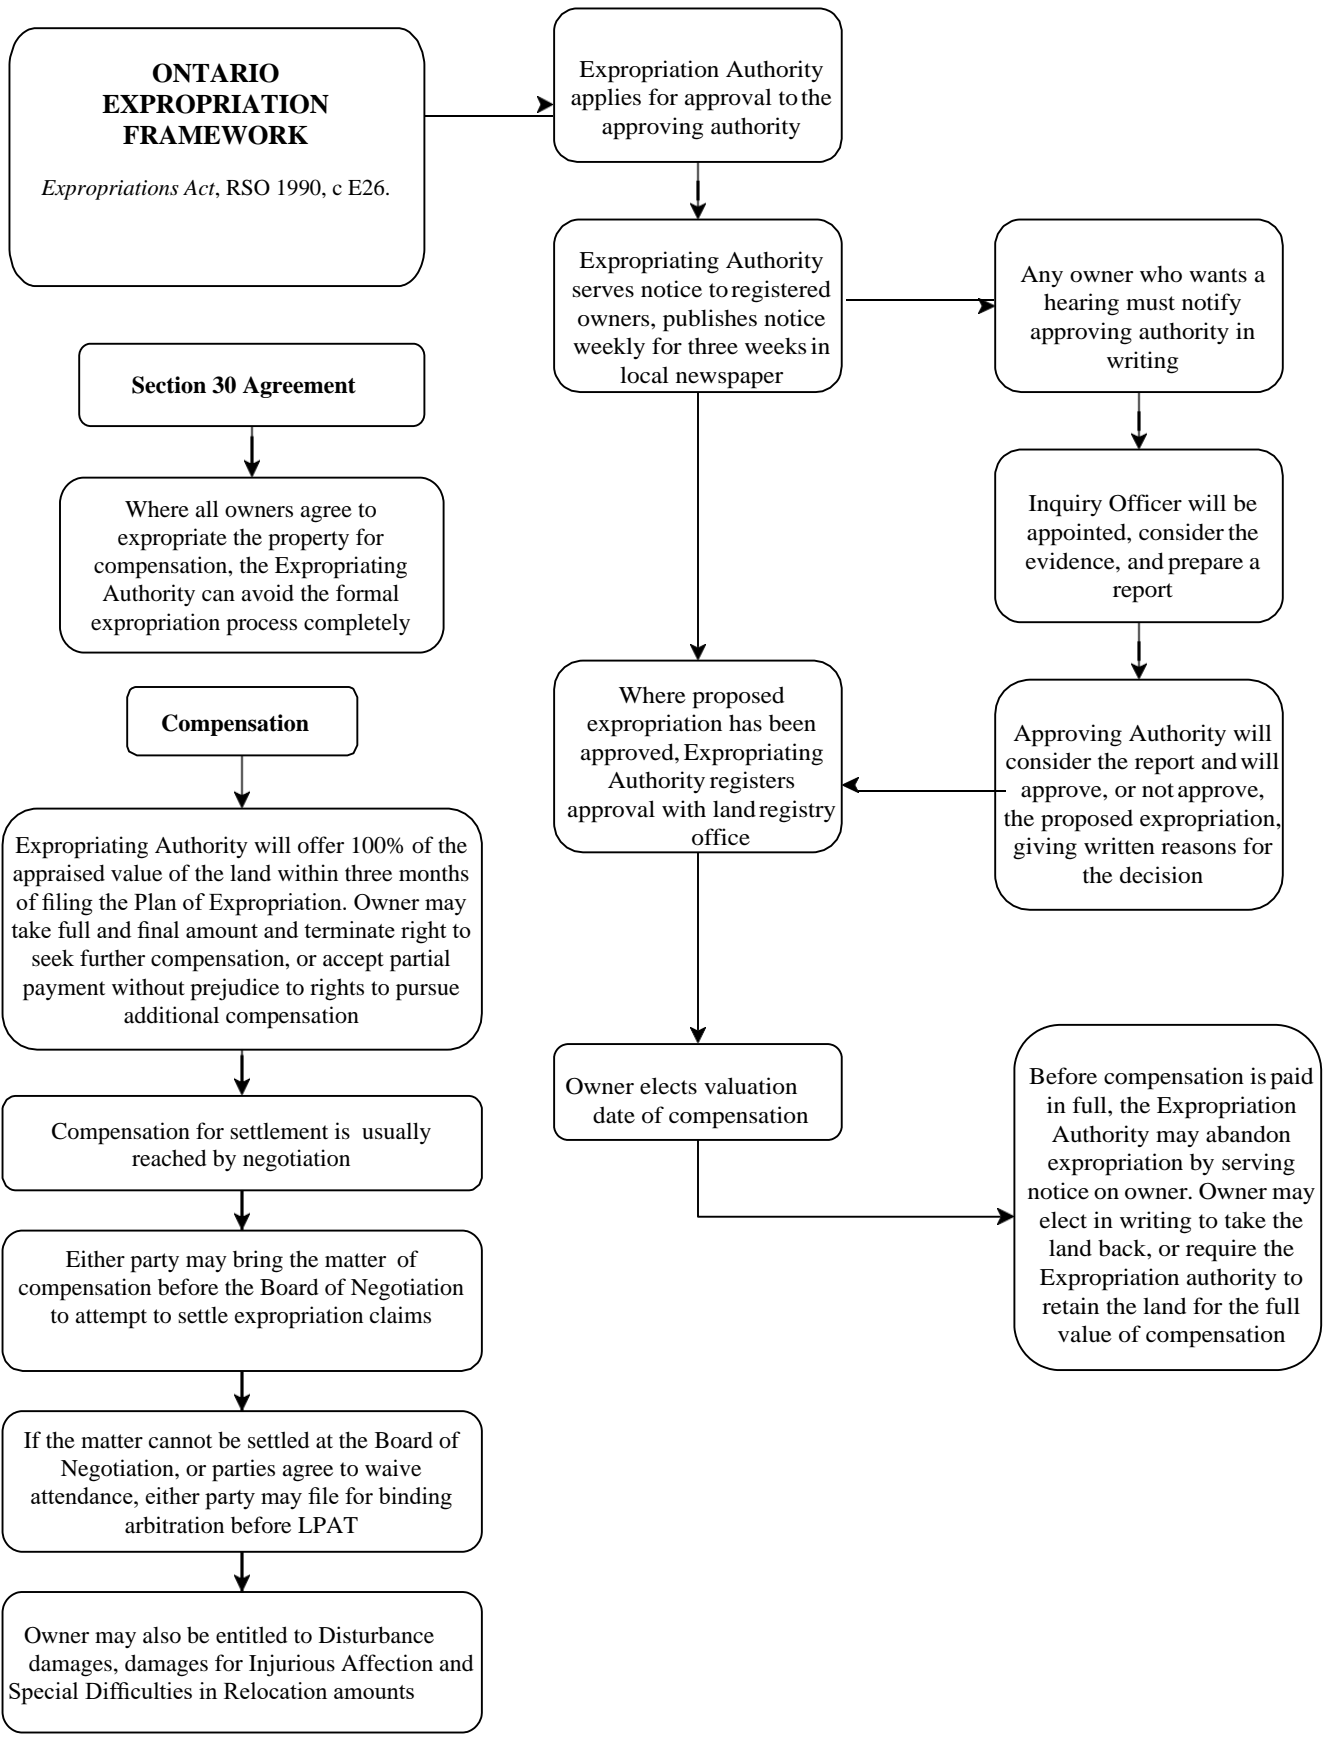 ONTARIO
EXPROPRIATION
FRAMEWORK
Expropriations Act, RSO 1990, c E26.
Expropriation Authority
applies for approval to the
approving authority
Expropriating Authority
serves notice to registered
owners, publishes notice
weekly for three weeks in
local newspaper
Any owner who wants a
hearing must notify
approving authority in
writing
Inquiry Officer will be
appointed, consider the
evidence, and prepare a
report
Approving Authority will
consider the report and will
approve, or not approve,
the proposed expropriation,
giving written reasons for
the decision
Where proposed
expropriation has been
approved, Expropriating
Authority registers
approval with land registry
office
Owner elects valuation
date of compensation
Before compensation is paid
in full, the Expropriation
Authority may abandon
expropriation by serving
notice on owner. Owner may
elect in writing to take the
land back, or require the
Expropriation authority to
retain the land for the full
value of compensation
Section 30 Agreement
Where all owners agree to
expropriate the property for
compensation, the Expropriating
Authority can avoid the formal
expropriation process completely
Compensation
Expropriating Authority will offer 100% of the
appraised value of the land within three months
of filing the Plan of Expropriation. Owner may
take full and final amount and terminate right to
seek further compensation, or accept partial
payment without prejudice to rights to pursue
additional compensation
Compensation for settlement is usually
reached by negotiation
Either party may bring the matter of
compensation before the Board of Negotiation
to attempt to settle expropriation claims
If the matter cannot be settled at the Board of
Negotiation, or parties agree to waive
attendance, either party may file for binding
arbitration before LPAT
Owner may also be entitled to Disturbance
damages, damages for Injurious Affection and
Special Difficulties in Relocation amounts